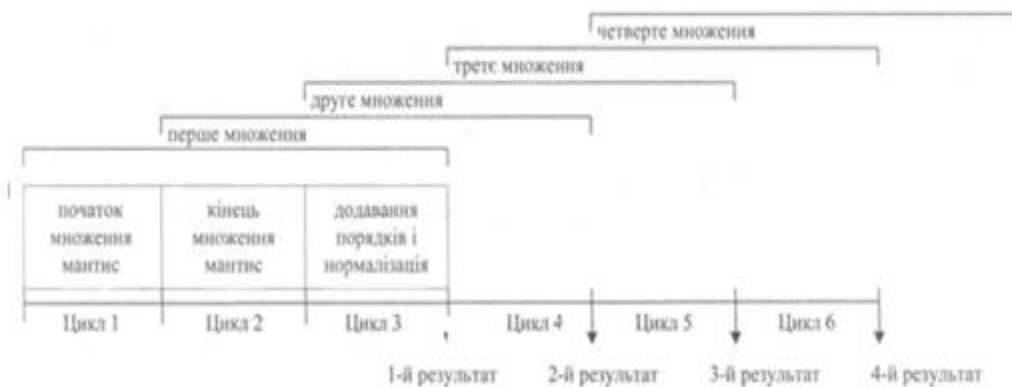 четверте множення
третє множення
друге множення
перше множення
початок
множення
мантис
кінець
множення
мантис
додавання
порядків і
нормалізація
Цикл 1
Цикл 2
Цикл 3
Цикл 4
Цикл 5
Цикл 6
1-й результат
2-й результат
3-й результат
4-й результат